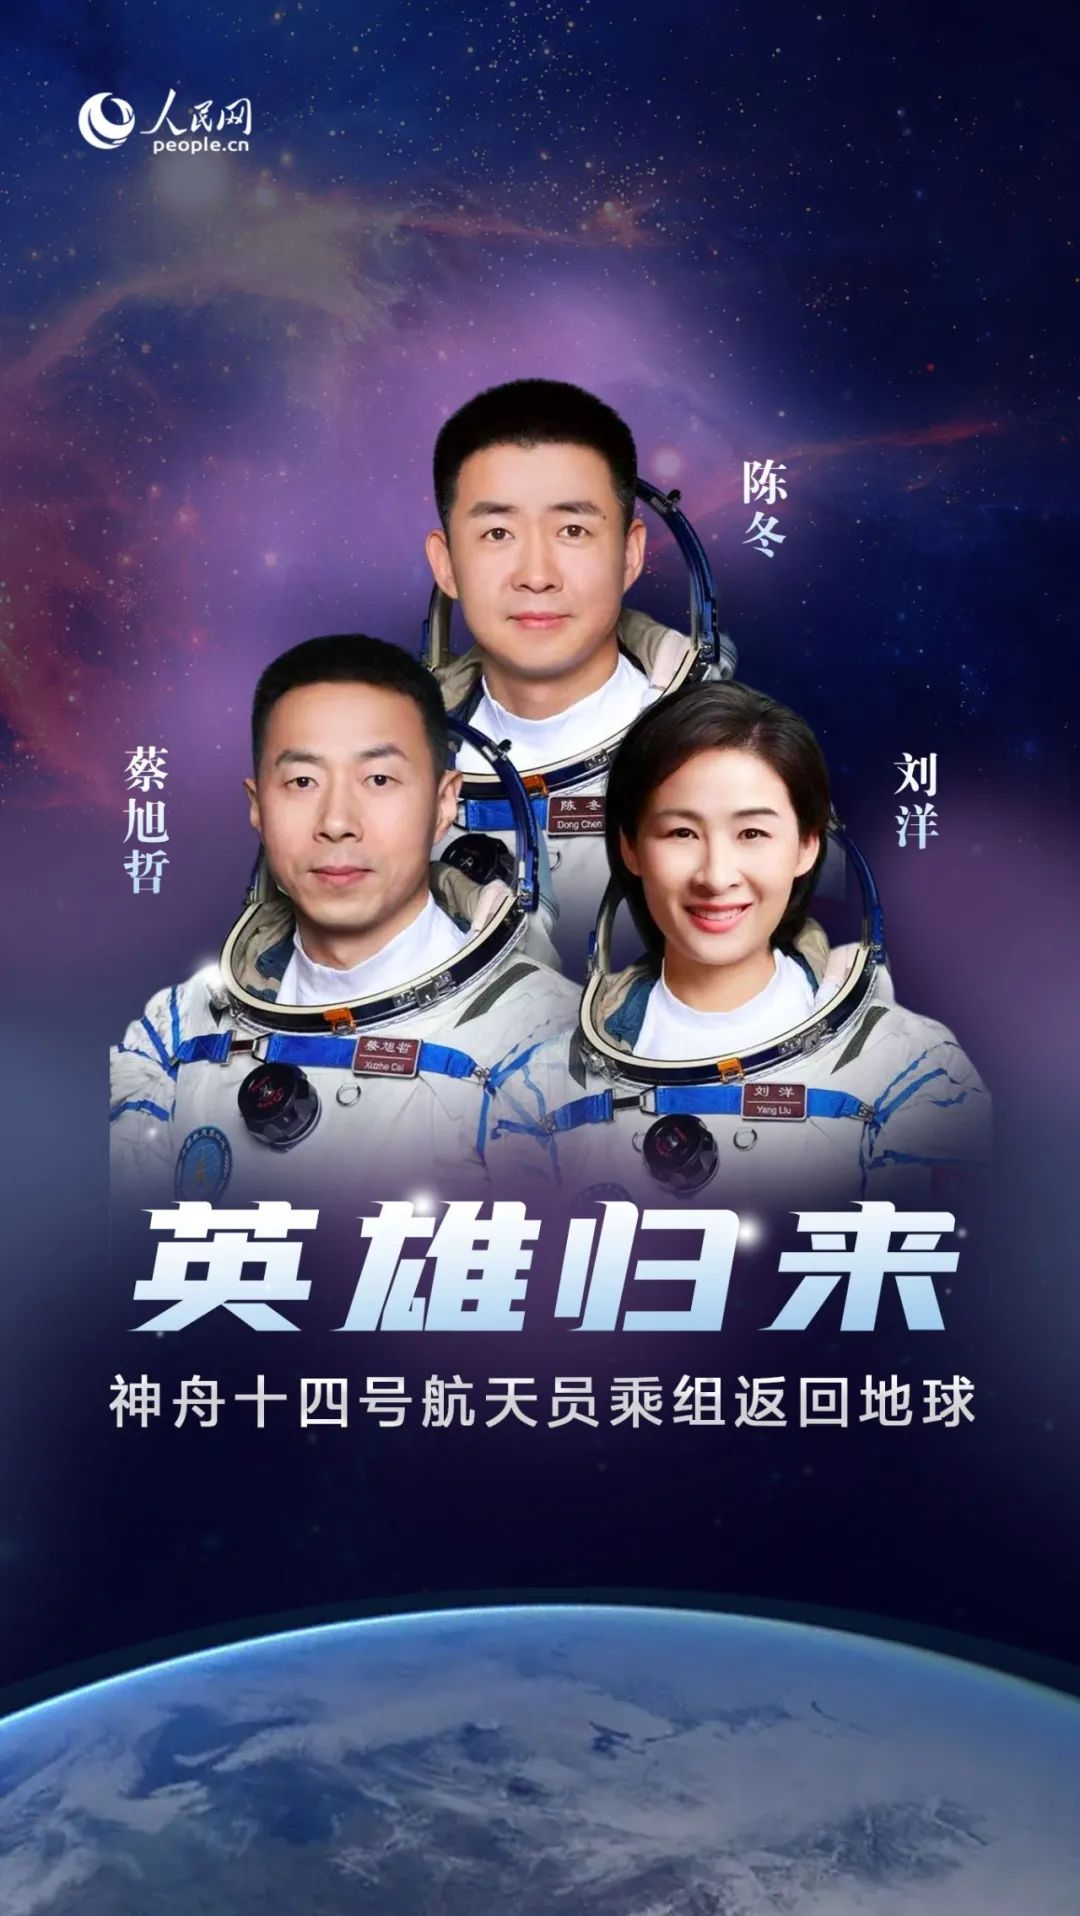 人民网
people.cn
陈冬
蔡旭哲
刘洋
陈 冬
Dong Chen
蔡旭哲
Xuzhe Cai
刘 洋
Yang Liu
英雄归来
神舟十四号航天员乘组返回地球